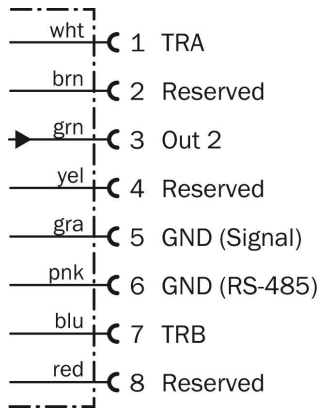 wht 1 TRA
brn 2 Reserved
grn 3 Out 2
yel 4 Reserved
gra 5 GND (Signal)
pnk 6 GND (RS-485)
blu 7 TRB
red 8 Reserved